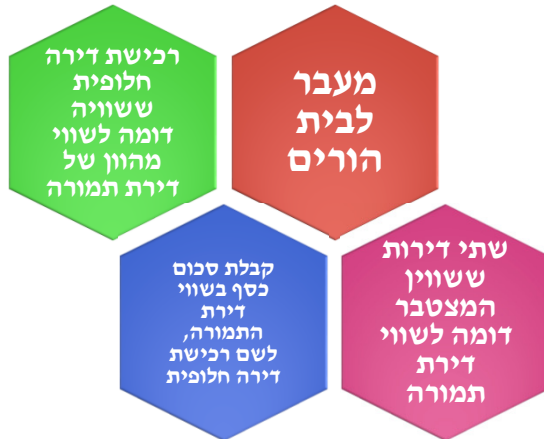 מעבר
לבית
הורים
רכישת דירה
חלופית
ששוויה
דומה לשווי
מהוון של
דירת תמורה
שתי דירות
ששווין
המצטבר
דומה לשווי
דירת
תמורה
קבלת סכום
כסף בשווי
דירת
התמורה,
לשם רכישת
דירה חלופית